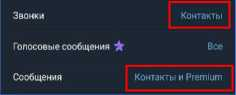 Звонки Контакты
Голосовые сообщения Все
Сообщения Контакты и Premium